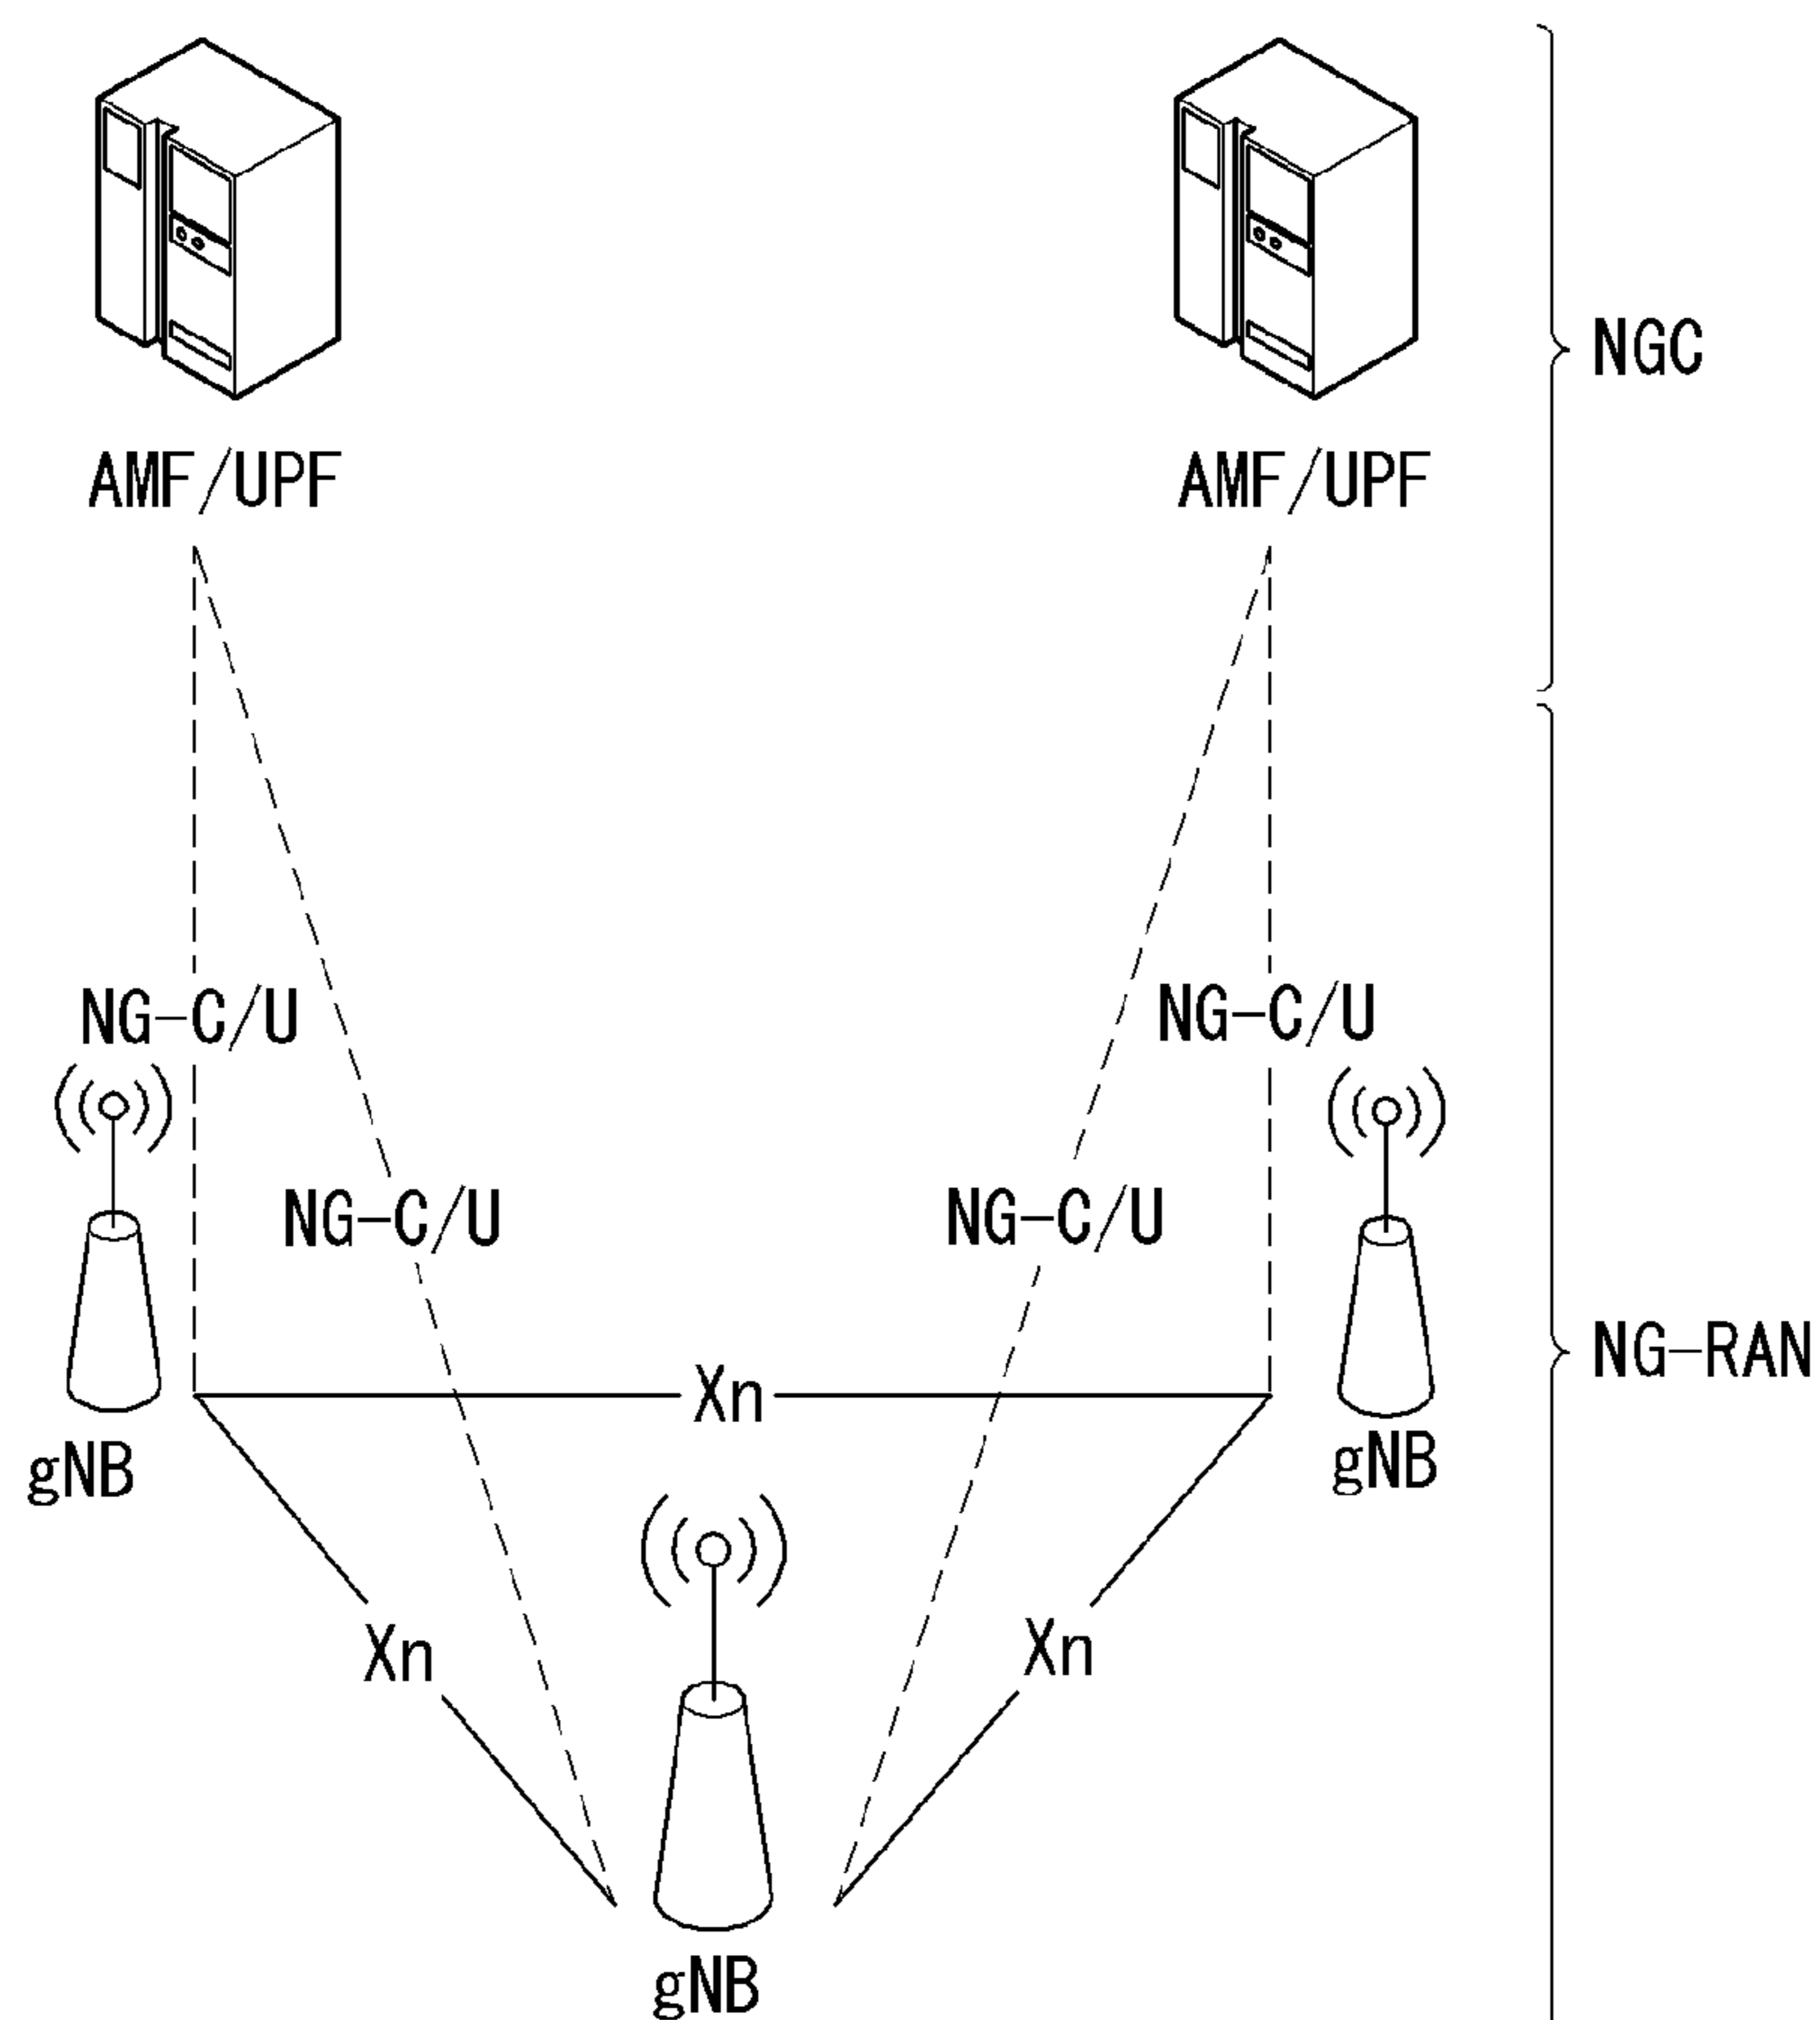 NGC
AMF/UPF
AMF/UPF
NG-C/U
NG-C/U
NG-C/U
NG-C/U
NG-RAN
Xn
gNB
gNB
Xn
Xn
gNB